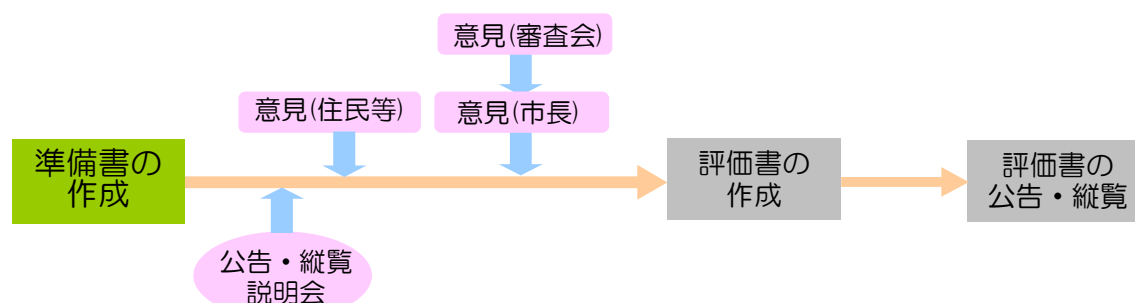 意見(審査会)
意見(住民等)
意見(市長)
準備書の
作成
評価書の
作成
評価書の
公告・縦覧
公告・縦覧
説明会